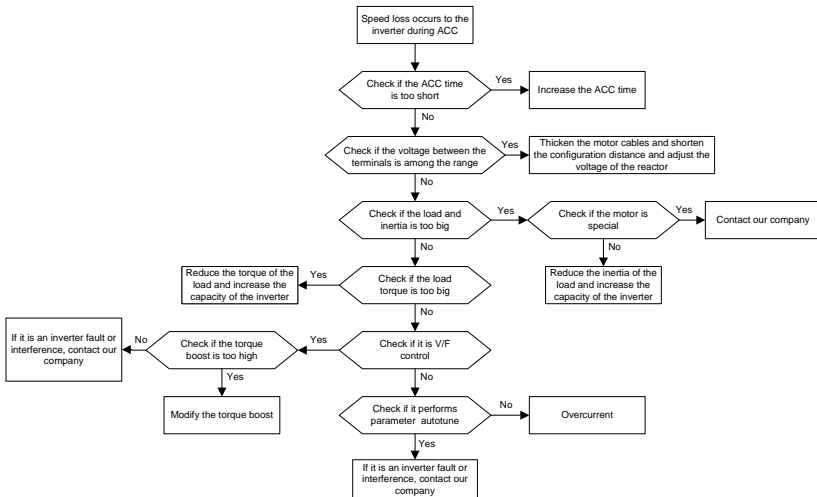 Speed loss occurs to the
inverter during ACC
Check if the ACC time
is too short
Yes
Increase the ACC time
No
Check if the voltage between the
terminals is among the range
Yes
Thicken the motor cables and shorten
the configuration distance and adjust the
voltage of the reactor
No
Check if the load and
inertia is too big
Yes
Check if the motor is
special
Yes
Contact our company
No
No
Reduce the torque of the
load and increase the
capacity of the inverter
Yes
Check if the load
torque is too big
Reduce the inertia of the
load and increase the
capacity of the inverter
No
If it is an inverter fault or
interference, contact our
company
No
Check if the torque
boost is too high
Yes
Check if it is V/F
control
Yes
No
Modify the torque boost
Check if it performs
parameter autotune
No
Overcurrent
Yes
If it is an inverter fault or
interference, contact our
company